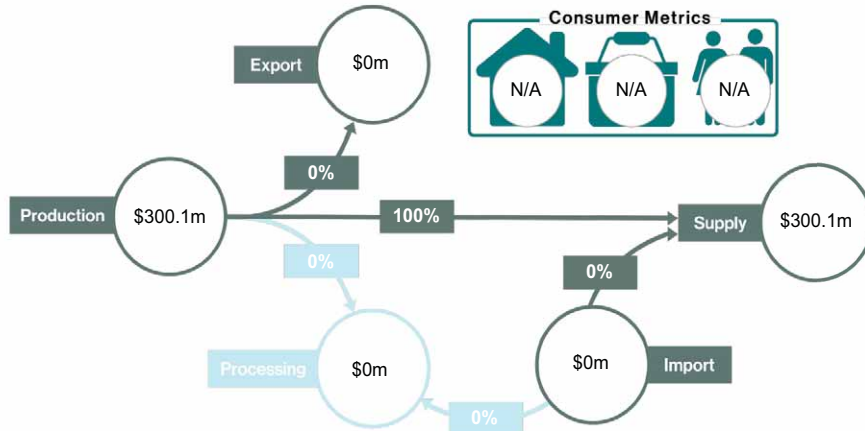 Consumer Metrics
N/A
N/A
N/A
Export
$0m
0%
Production
$300.1m
100%
Supply
$300.1m
0%
0%
Processing
$0m
$0m
Import
0%